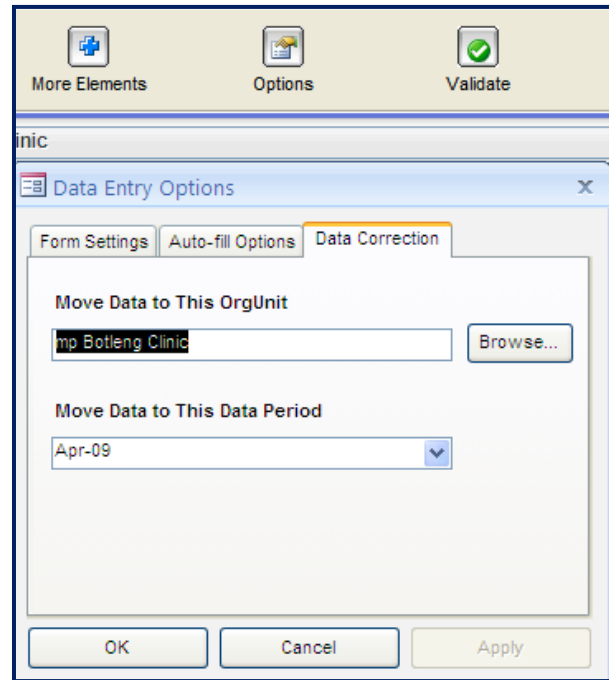 More Elements Options Validate
inic
Data Entry Options
Form Settings Auto-fill Options Data Correction
Move Data to This OrgUnit
mp Botleng Clinic Browse...
Move Data to This Data Period
Apr-09
OK Cancel Apply